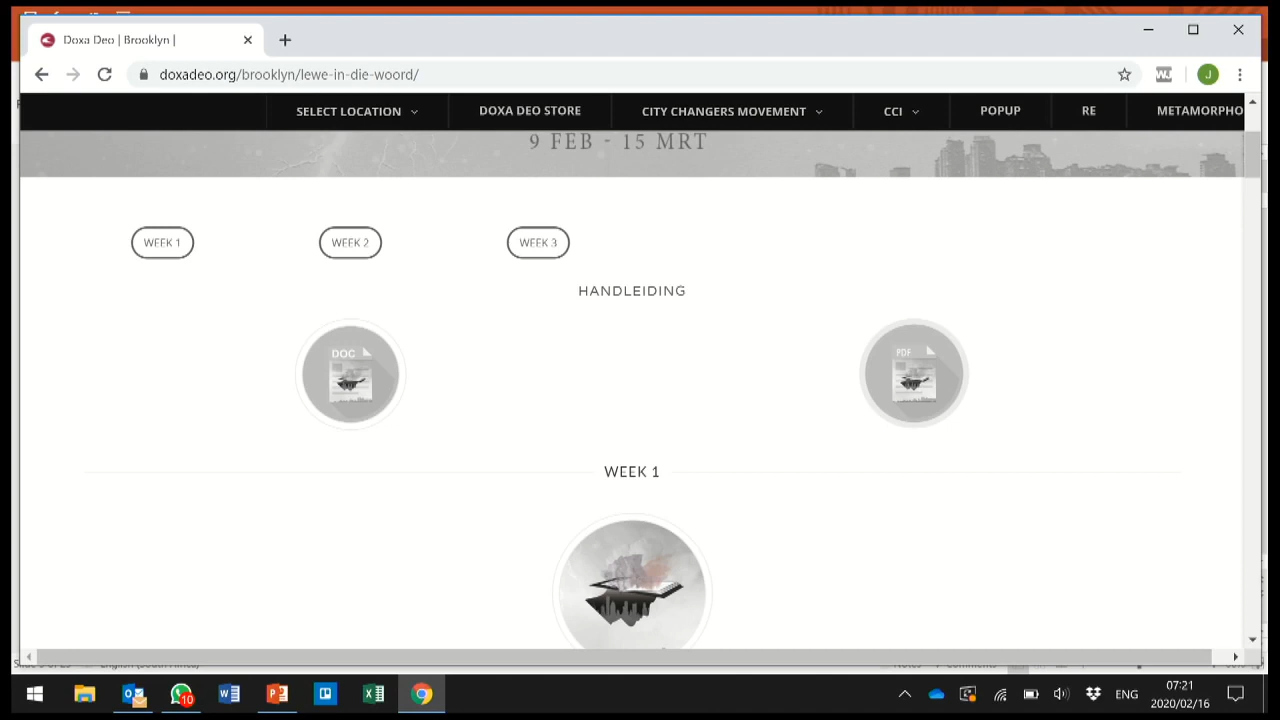 Doxa Deo | Brooklyn |
doxadeo.org/brooklyn/lewe-in-die-woord/
WJ
J
SELECT LOCATION
DOXA DEO STORE
CITY CHANGERS MOVEMENT
CCI
POPUP
RE
METAMORPHO
9 FEB - 15 MRT
WEEK 1
WEEK 2
WEEK 3
HANDLEIDING
DOC
PDF
WEEK 1
10
ENG
07:21
2020/02/16